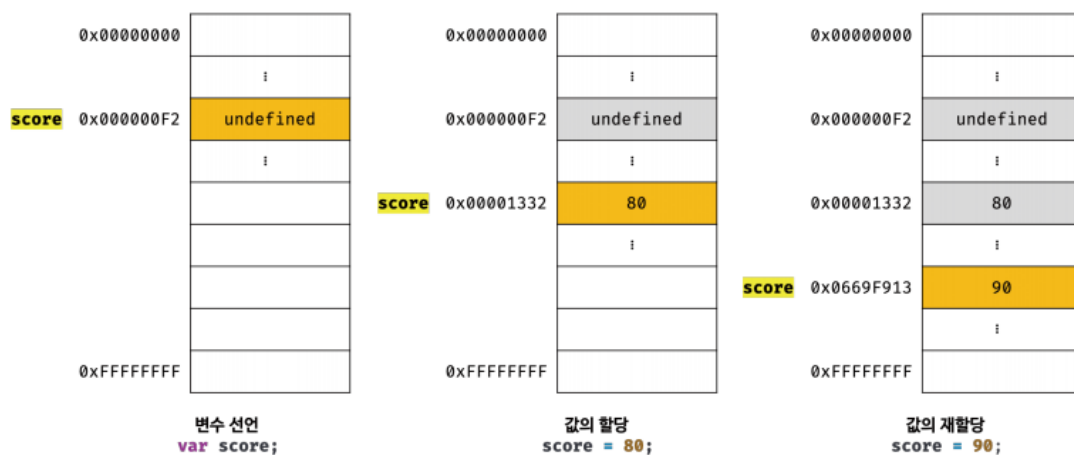 0x00000000
⋮
score 0x000000F2 undefined
⋮
0xFFFFFFFF
변수 선언
var score;
0x00000000
⋮
0x000000F2 undefined
⋮
score 0x00001332 80
⋮
0xFFFFFFFF
값의 할당
score = 80;
0x00000000
⋮
0x000000F2 undefined
⋮
0x00001332 80
⋮
score 0x0669F913 90
⋮
0xFFFFFFFF
값의 재할당
score = 90;